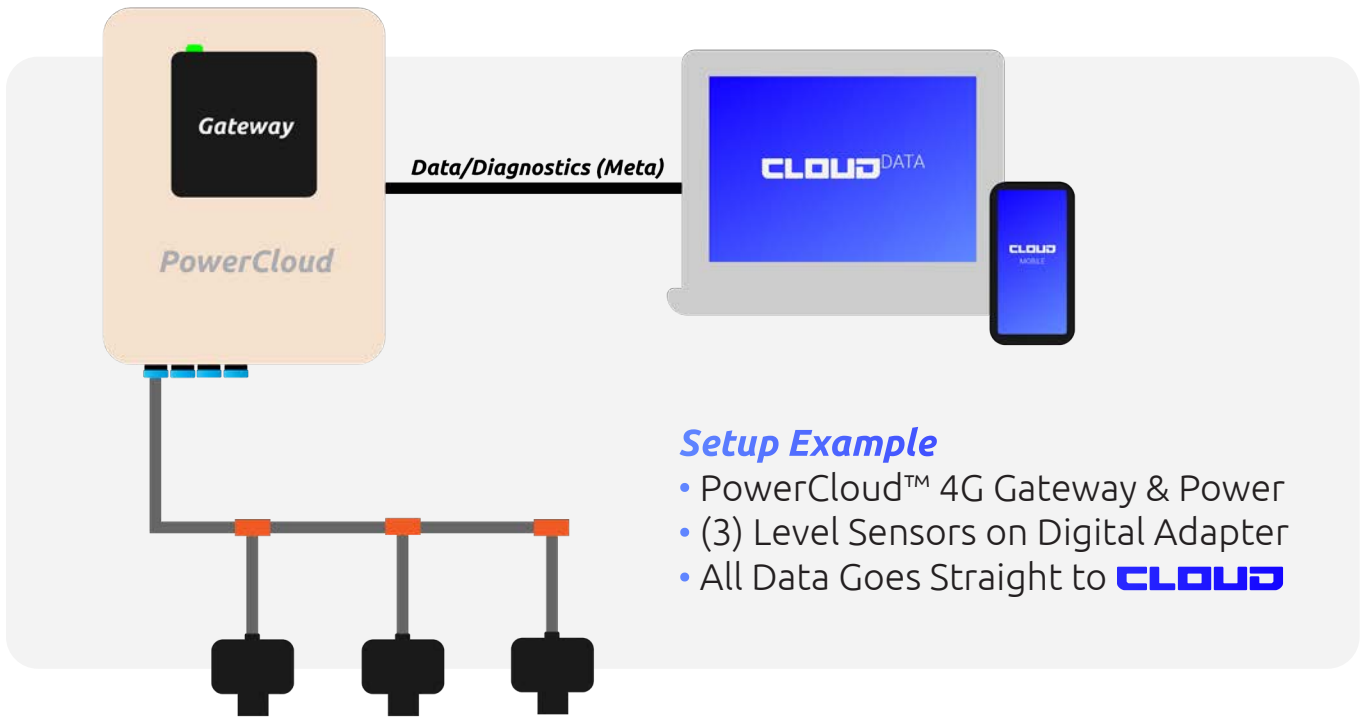 Gateway
PowerCloud
Data/Diagnostics (Meta)
CLOUD DATA
CLOUD
MOBILE
Setup Example
• PowerCloud™ 4G Gateway & Power
• (3) Level Sensors on Digital Adapter
• All Data Goes Straight to CLOUD